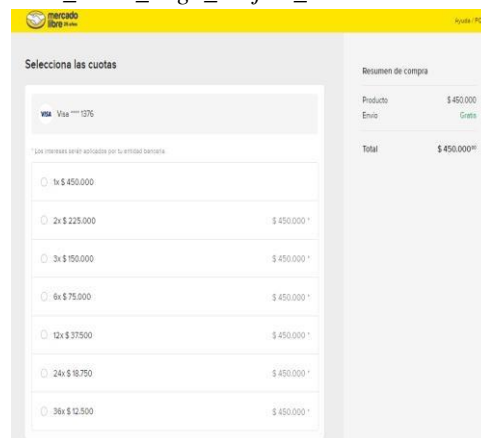 mercado
libre
Ayuda / PQ
Selecciona las cuotas
VISA Visa **** 1376
* Los intereses serán aplicados por tu entidad bancaria.
1x $ 450.000
2x $ 225.000 $ 450.000 *
3x $ 150.000 $ 450.000 *
6x $ 75.000 $ 450.000 *
12x $ 37.500 $ 450.000 *
24x $ 18.750 $ 450.000 *
36x $ 12.500 $ 450.000 *
Resumen de compra
Producto $ 450.000
Envío Gratis
Total $ 450.000⁰⁰